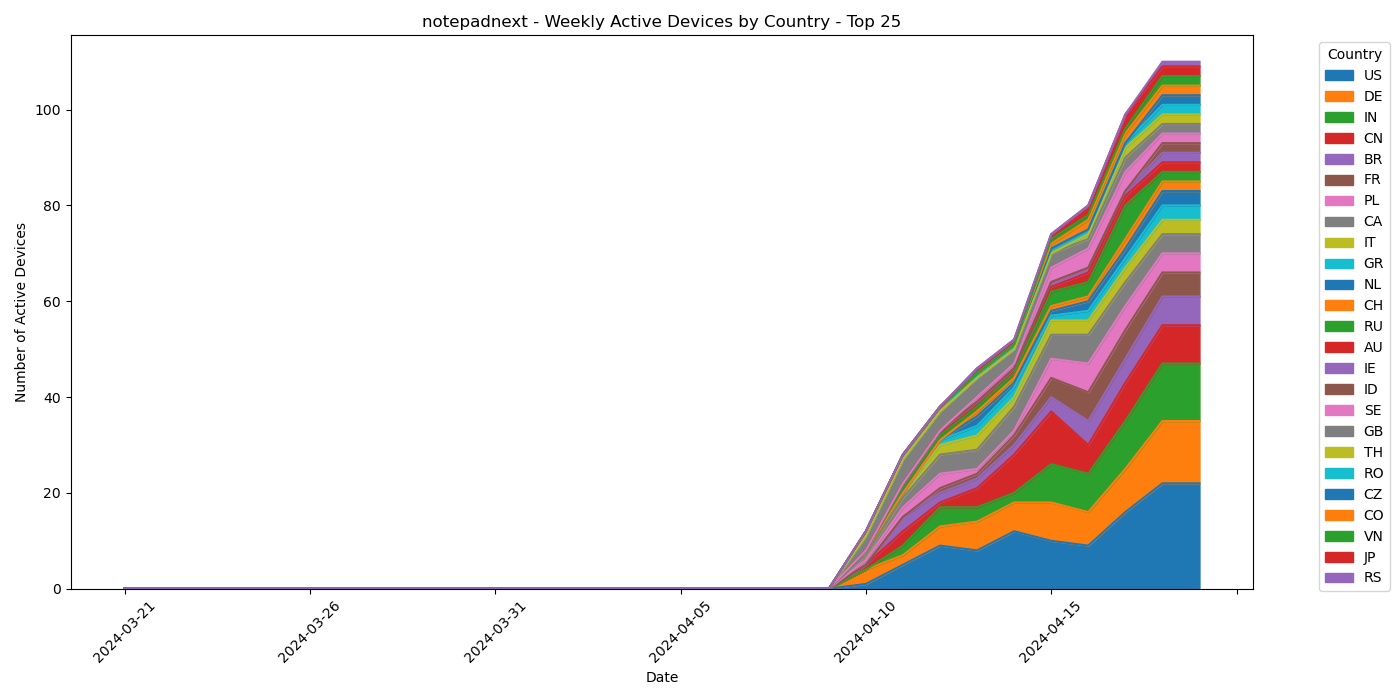 notepadnext - Weekly Active Devices by Country - Top 25
Number of Active Devices
100
80
60
40
20
0
2024-03-21
2024-03-26
2024-03-31
2024-04-05
2024-04-10
2024-04-15
Date
Country
US
DE
IN
CN
BR
FR
PL
CA
IT
GR
NL
CH
RU
AU
IE
ID
SE
GB
TH
RO
CZ
CO
VN
JP
RS